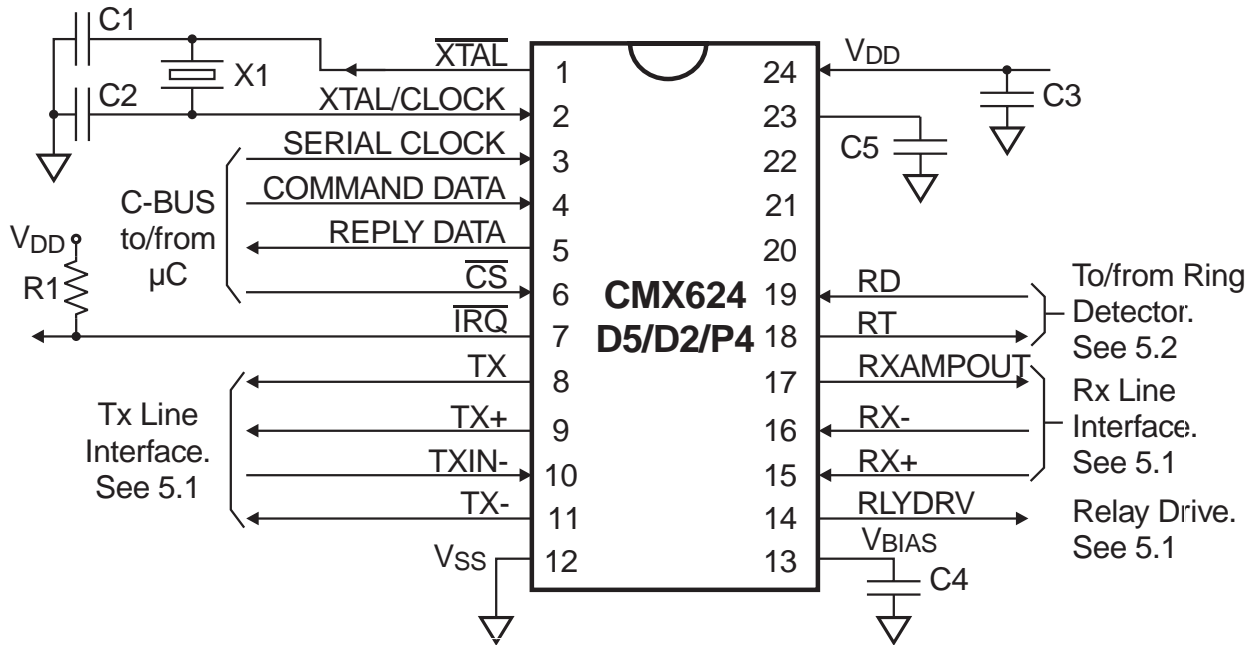 C1
C2
X1
XTAL
XTAL/CLOCK
SERIAL CLOCK
COMMAND DATA
REPLY DATA
CS
IRQ
TX
TX+
TXIN-
TX-
VSS
C-BUS
to/from
µC
VDD
R1
Tx Line
Interface.
See 5.1
1
2
3
4
5
6
7
8
9
10
11
12
CMX624
D5/D2/P4
24
23
22
21
20
19
18
17
16
15
14
13
VDD
C3
C5
RD
RT
RXAMPOUT
RX-
RX+
RLYDRV
VBIAS
C4
To/from Ring
Detector.
See 5.2
Rx Line
Interface.
See 5.1
Relay Drive.
See 5.1